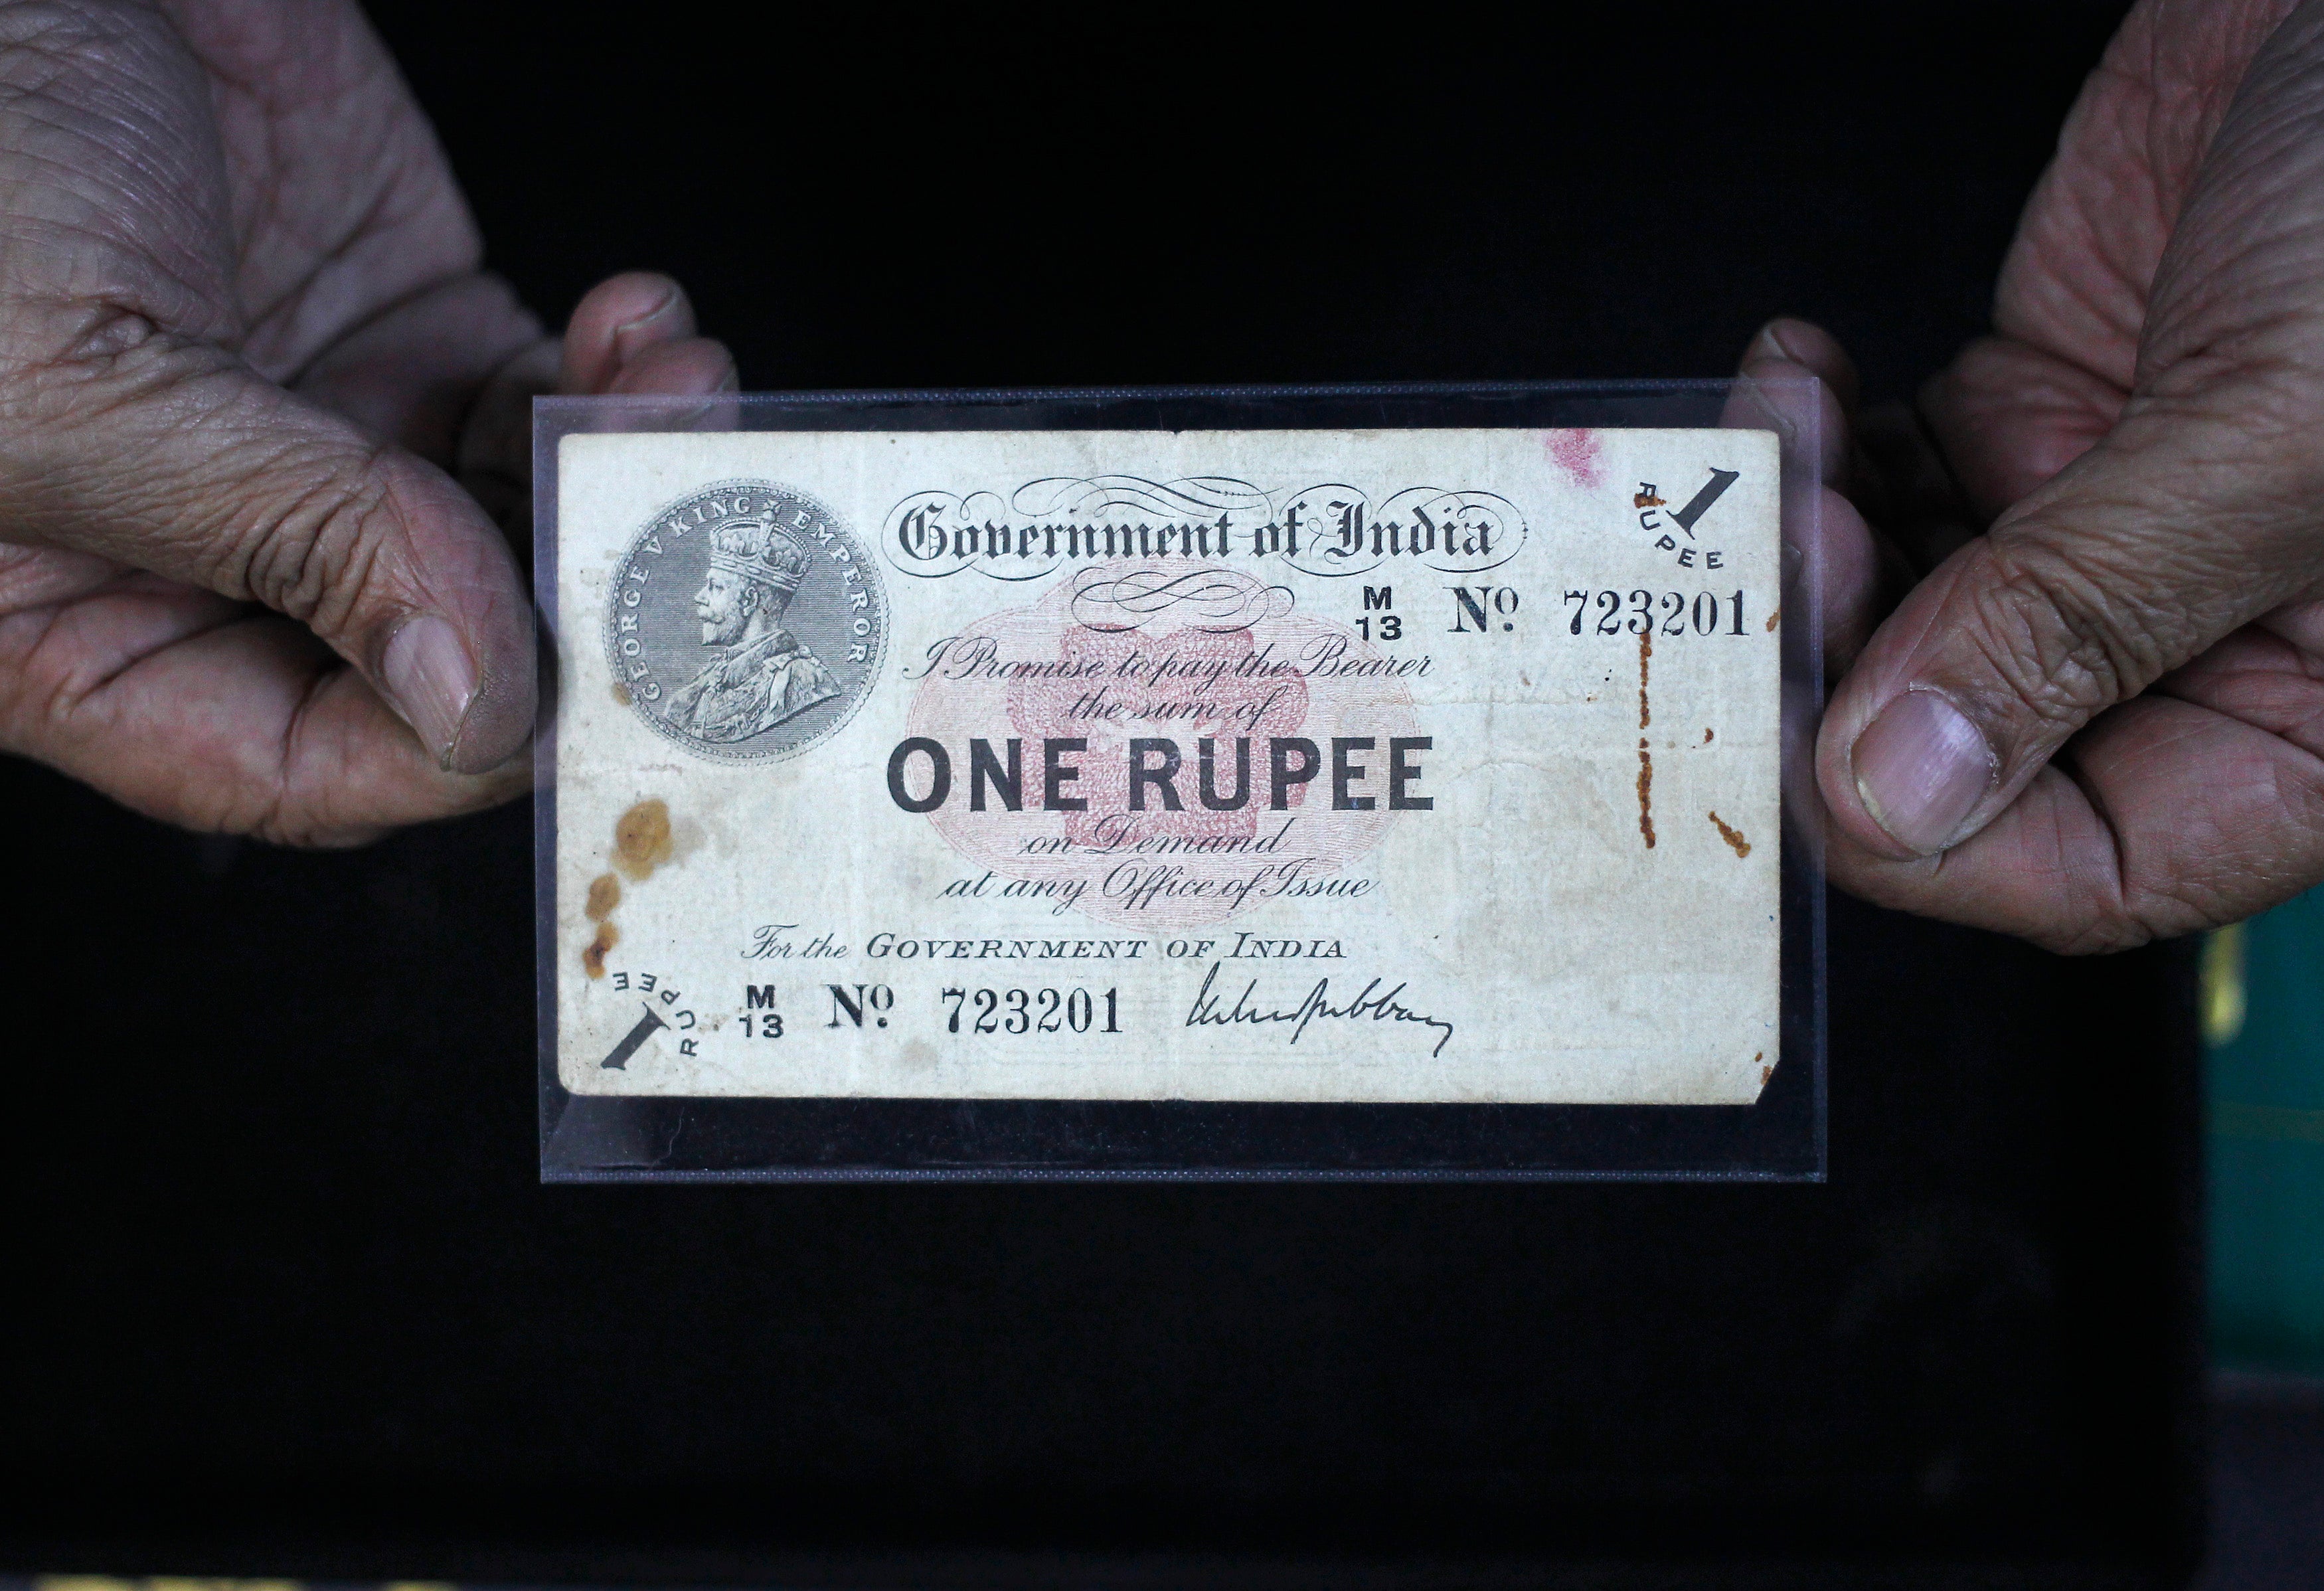 GEORGE V KING EMPEROR
Government of India
1
RUPEE
M
13 No 723201
I Promise to pay the Bearer
the sum of
ONE RUPEE
on Demand
at any Office of Issue
For the GOVERNMENT OF INDIA
1
RUPEE
M
13 No 723201